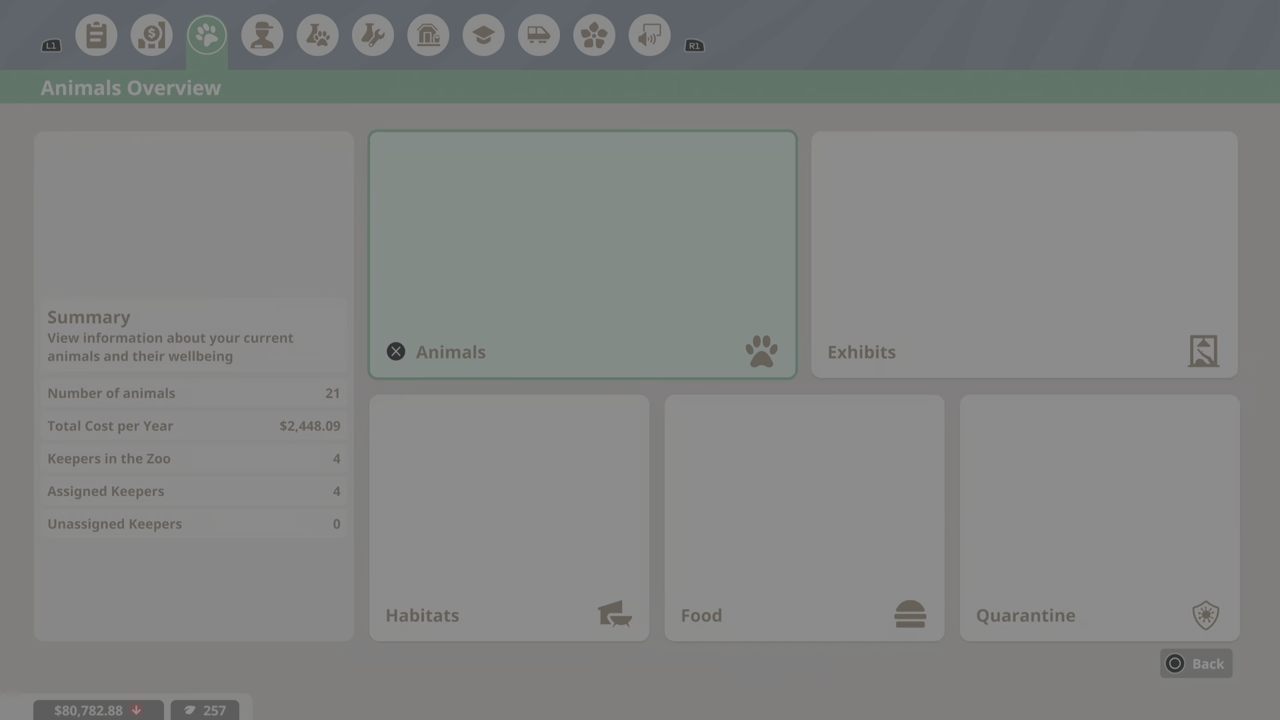 L1
R1
Animals Overview
Summary
View information about your current
animals and their wellbeing
Number of animals 21
Total Cost per Year $2,448.09
Keepers in the Zoo 4
Assigned Keepers 4
Unassigned Keepers 0
Animals
Exhibits
Habitats
Food
Quarantine
Back
$80,782.88
257